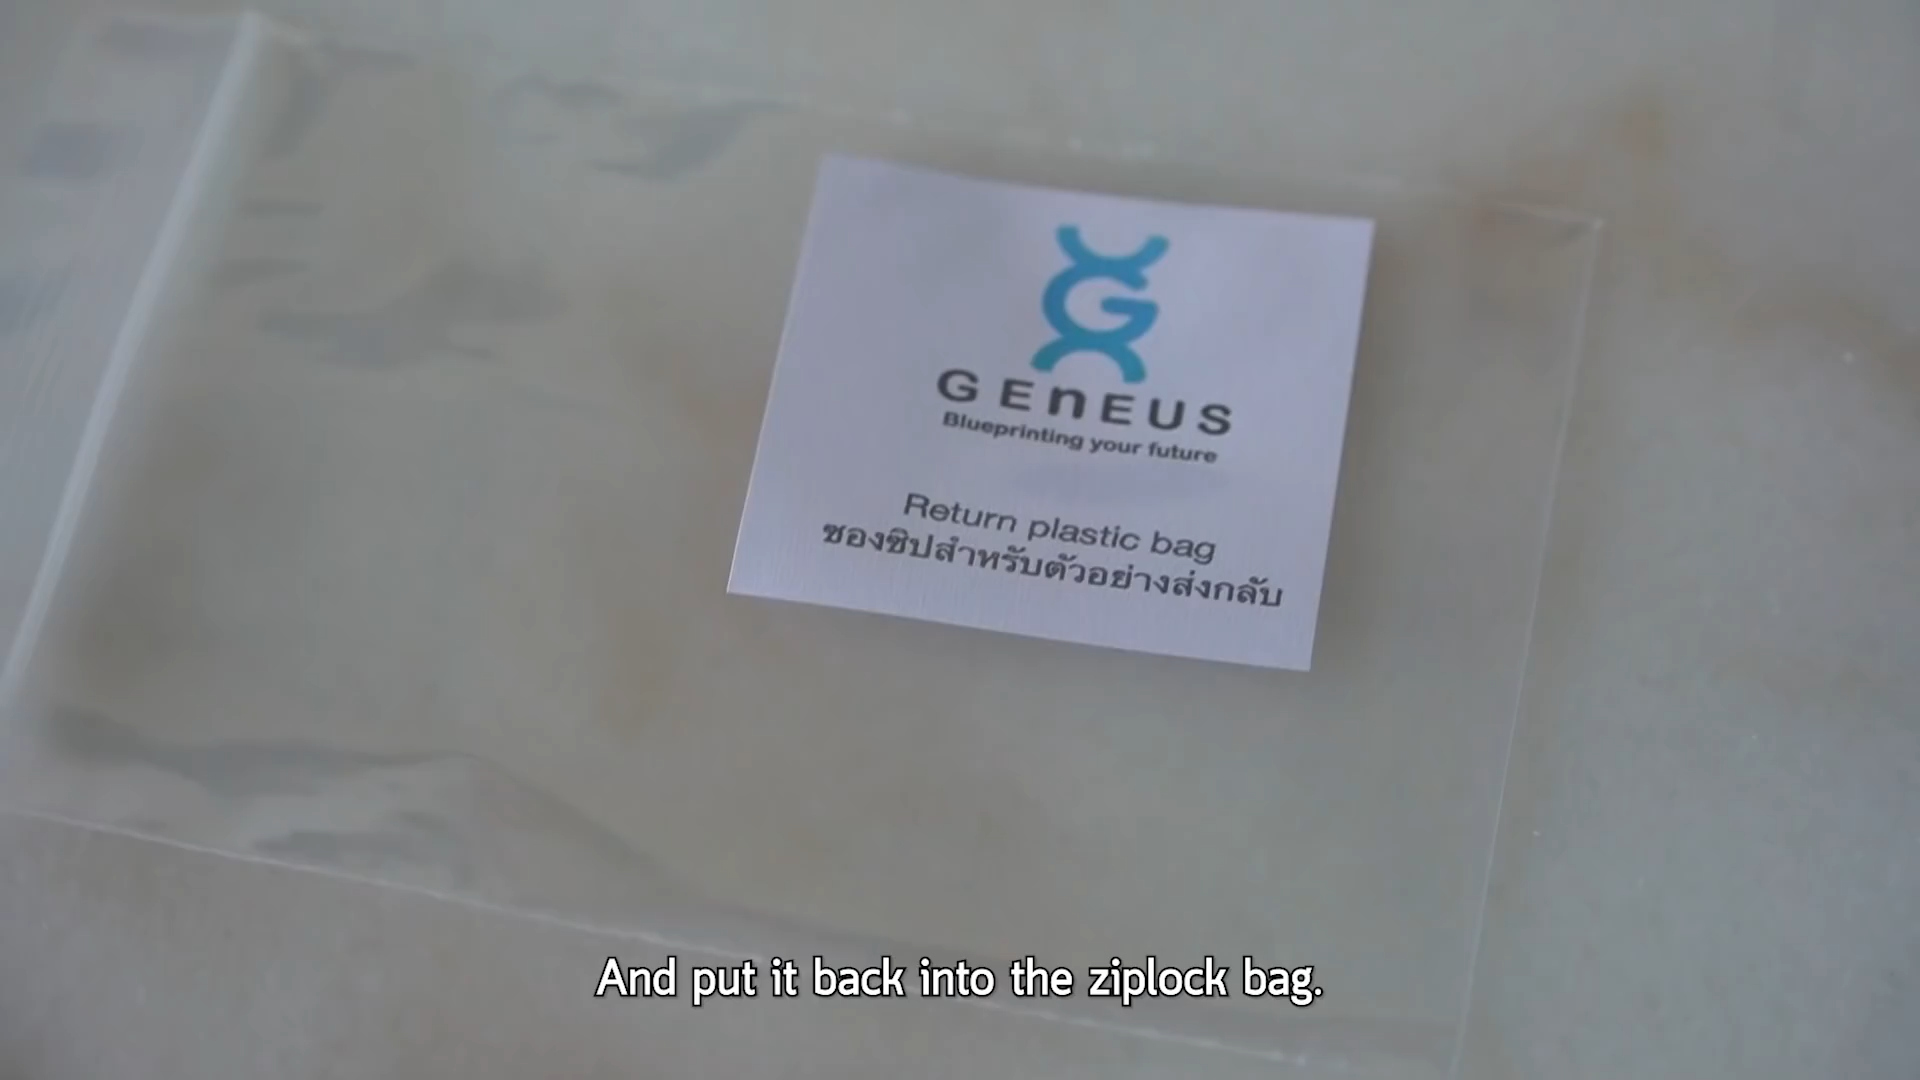 G
GEnEUS
Blueprinting your future
Return plastic bag
ซองซิปสำหรับตัวอย่างส่งกลับ
And put it back into the ziplock bag.